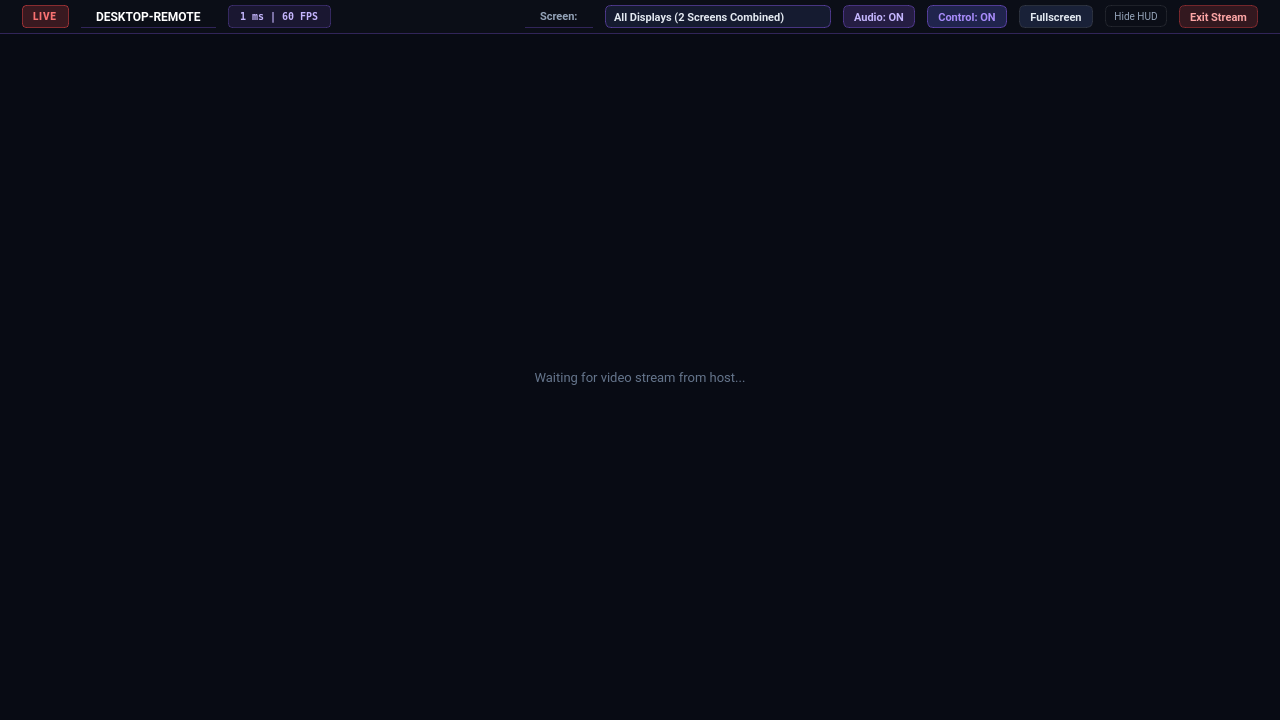 LIVE
DESKTOP-REMOTE
1 ms | 60 FPS
Screen:
All Displays (2 Screens Combined)
Audio: ON
Control: ON
Fullscreen
Hide HUD
Exit Stream
Waiting for video stream from host...